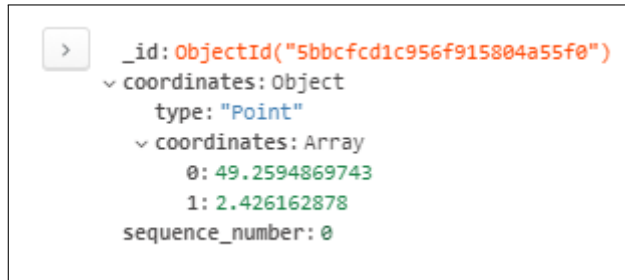 _id: ObjectId("5bbcfcd1c956f915804a55f0")
coordinates: Object
type: "Point"
coordinates: Array
0: 49.2594869743
1: 2.426162878
sequence_number: 0